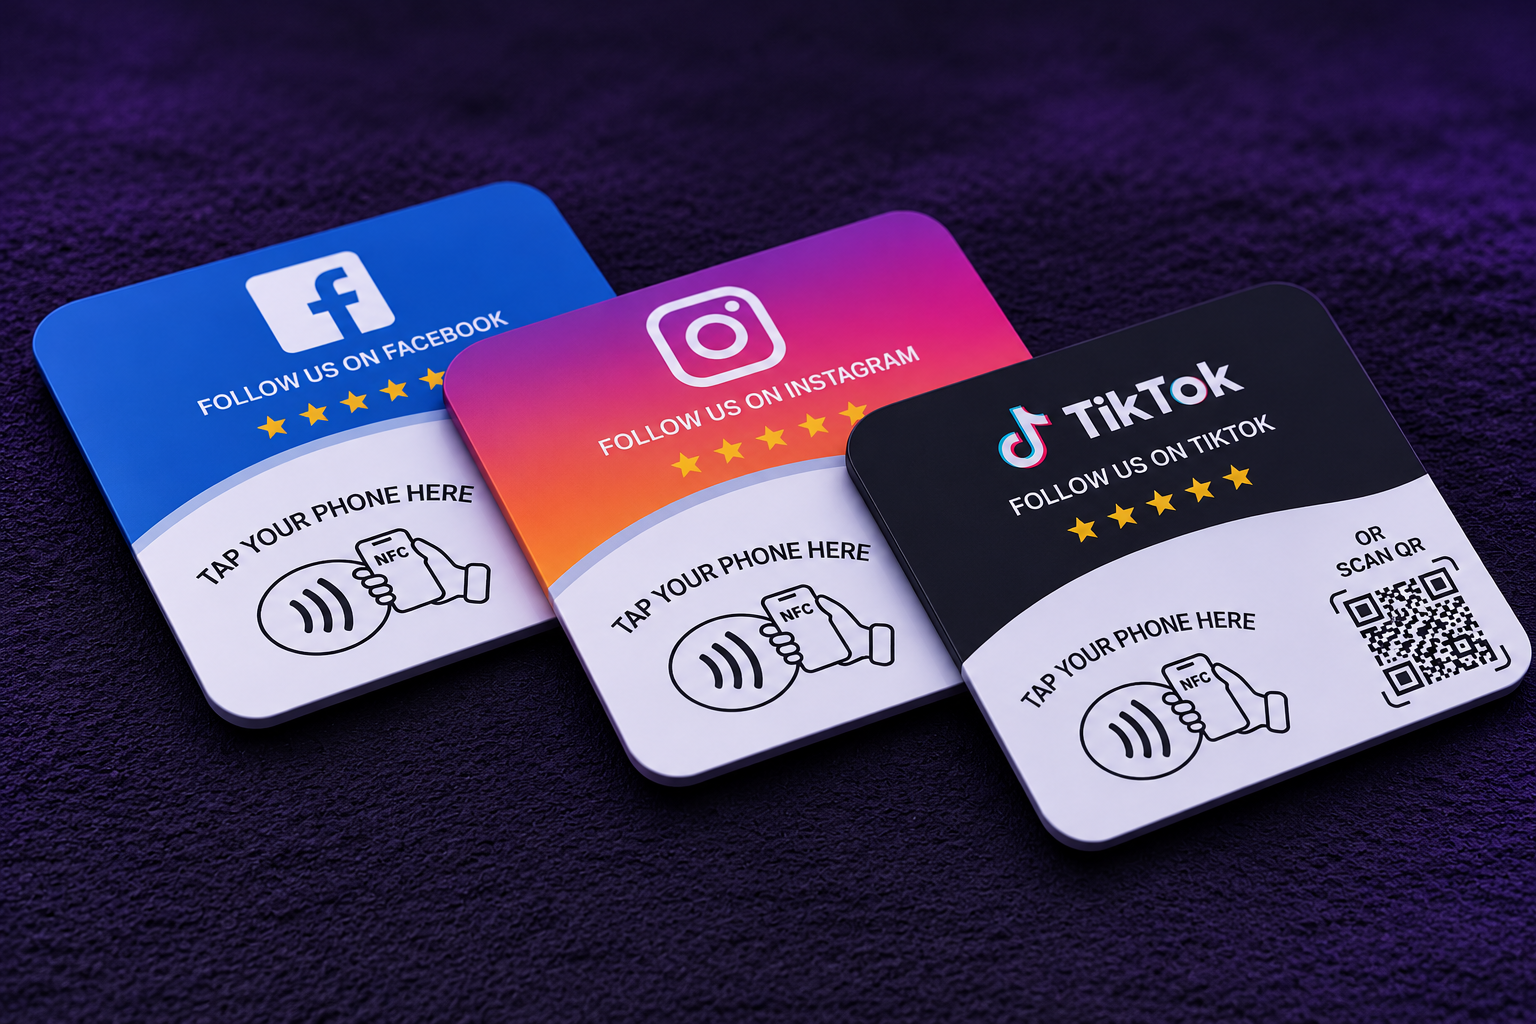 FOLLOW US ON FACEBOOK
TAP YOUR PHONE HERE
NFC
FOLLOW US ON INSTAGRAM
TAP YOUR PHONE HERE
NFC
TikTok
FOLLOW US ON TIKTOK
OR
SCAN QR
TAP YOUR PHONE HERE
NFC